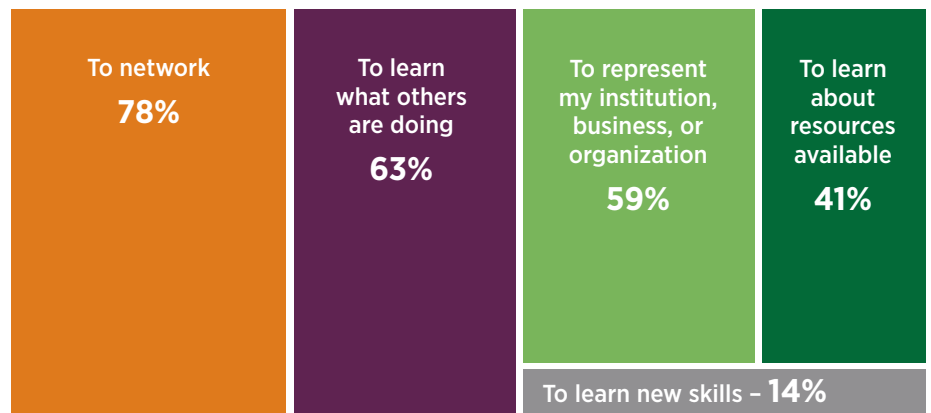 To network
78%
To learn
what others
are doing
63%
To represent
my institution,
business, or
organization
59%
To learn
about
resources
available
41%
To learn new skills – 14%